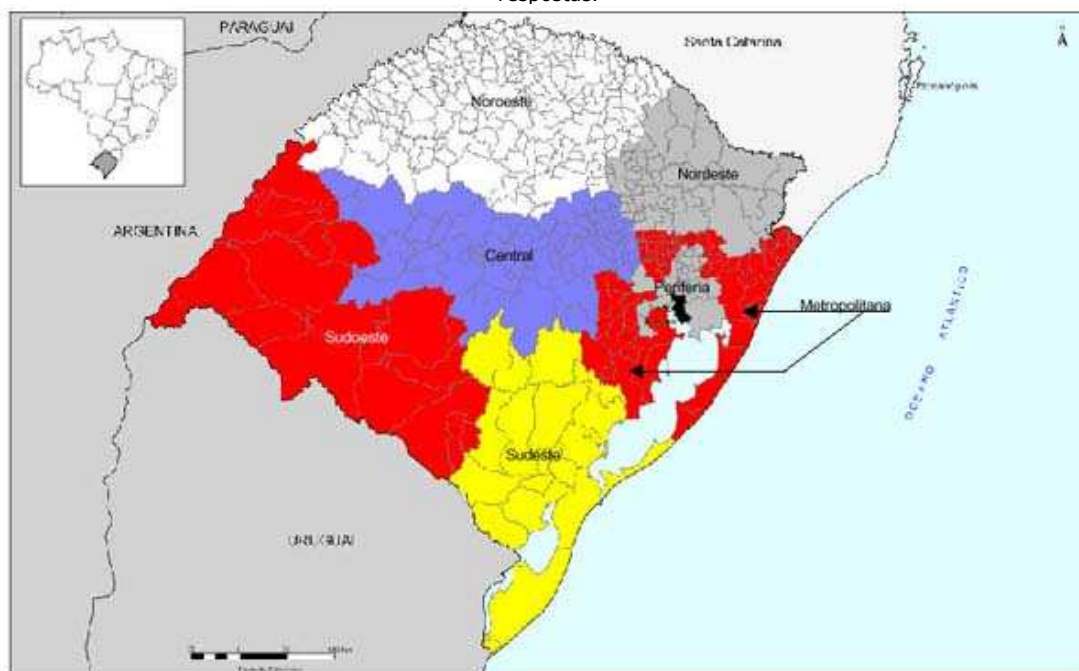 respostas.
PARAGUAI
Santa Catarina
Noroeste
Nordeste
ARGENTINA
Central
Periferia
Metropolitana
Sudoeste
OCEANO ATLÂNTICO
Sudeste
URUGUAI